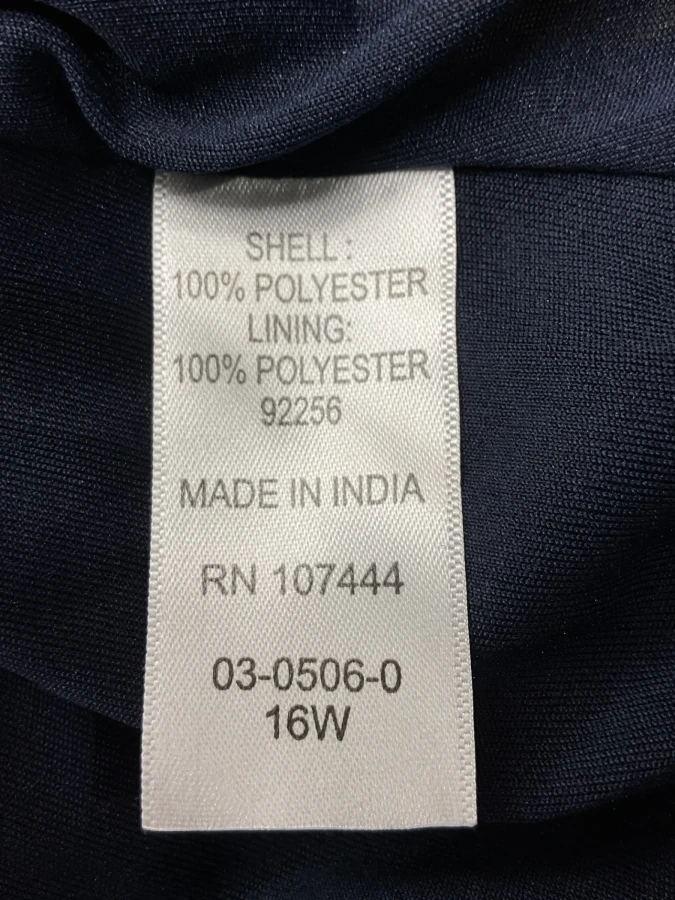 SHELL:
100% POLYESTER
LINING:
100% POLYESTER
92256
MADE IN INDIA
RN 107444
03-0506-0
16W